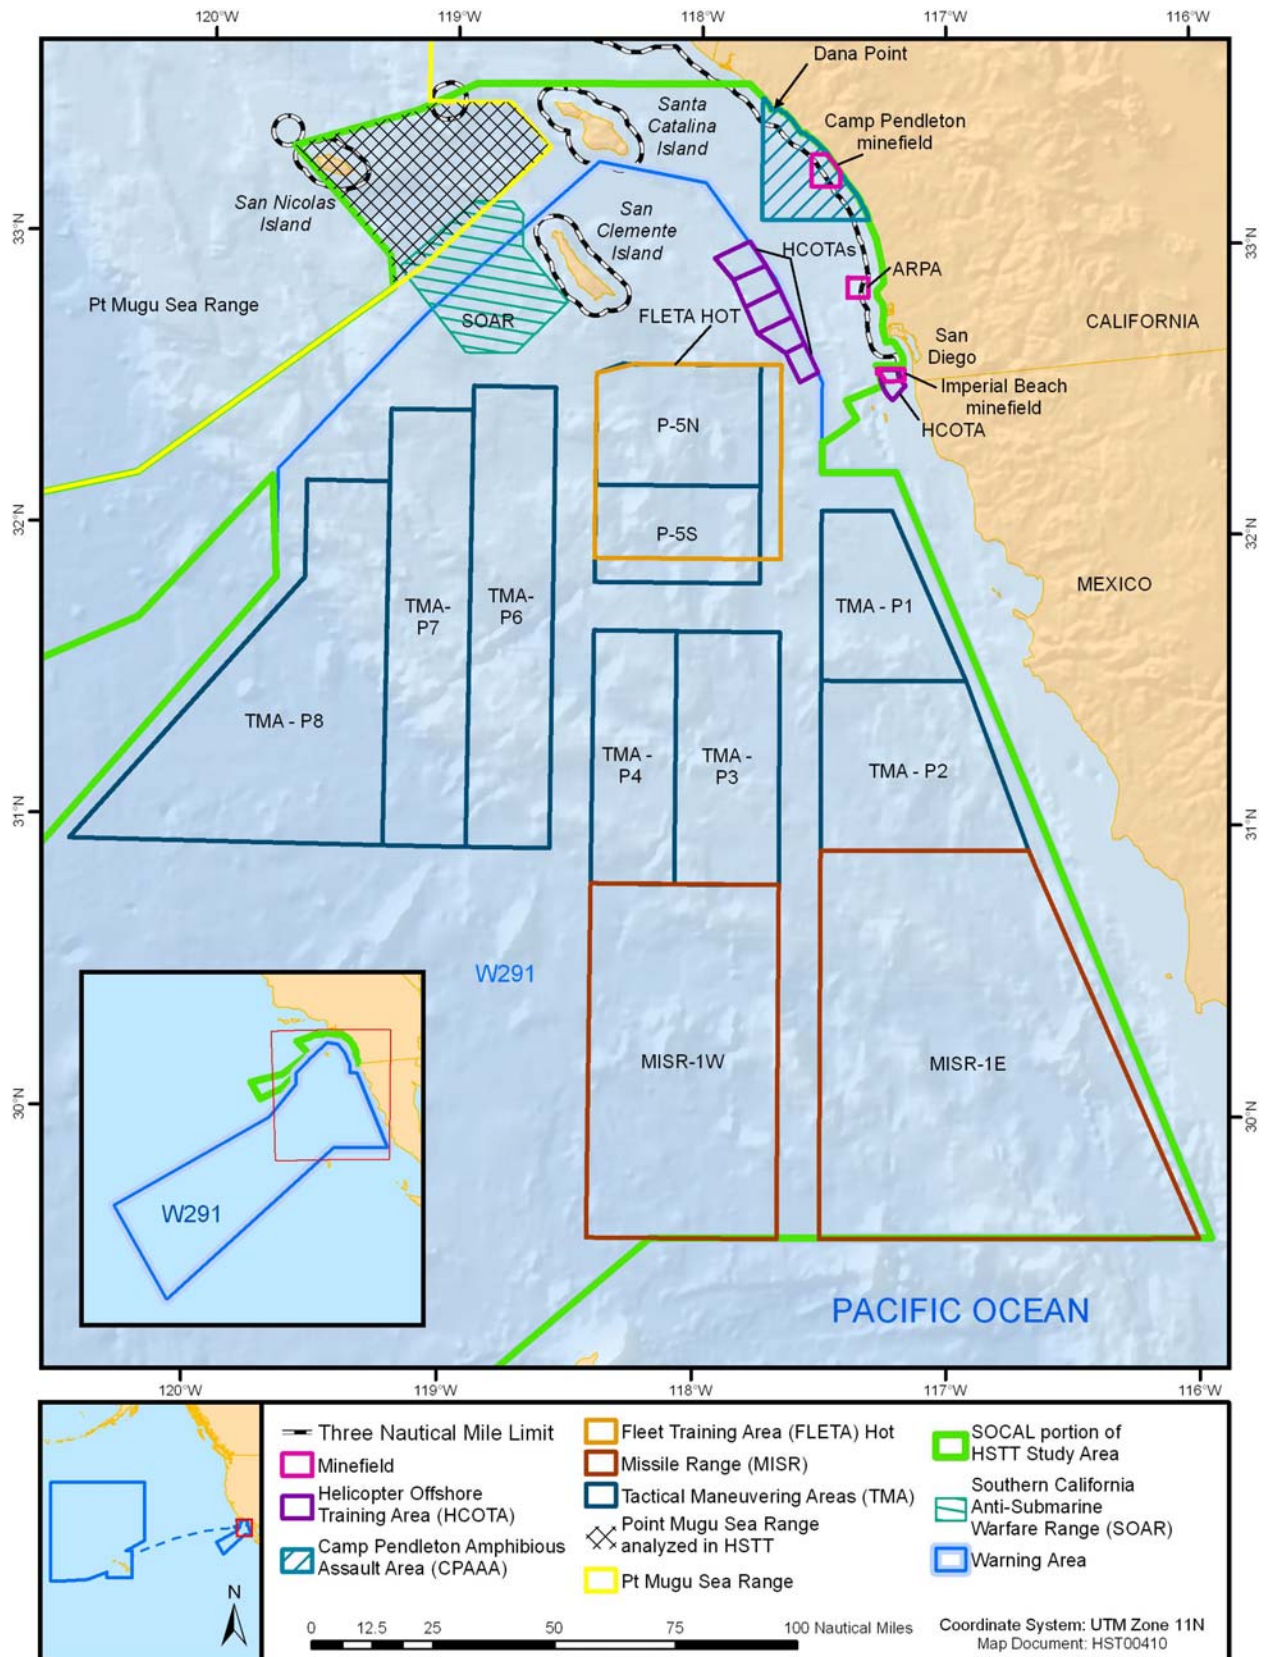 120°W
119°W
118°W
117°W
116°W
Dana Point
Santa
Catalina
Island
Camp Pendleton
minefield
San Nicolas
Island
San
Clemente
Island
33°N
33°N
HCOTAs
ARPA
Pt Mugu Sea Range
SOAR
FLETA HOT
CALIFORNIA
San
Diego
Imperial Beach
minefield
HCOTA
P-5N
32°N
32°N
P-5S
MEXICO
TMA-
P7
TMA-
P6
TMA - P1
TMA - P8
TMA -
P4
TMA -
P3
TMA - P2
31°N
31°N
W291
MISR-1W
MISR-1E
30°N
30°N
W291
PACIFIC OCEAN
120°W
119°W
118°W
117°W
116°W
N
Three Nautical Mile Limit
Minefield
Helicopter Offshore
Training Area (HCOTA)
Camp Pendleton Amphibious
Assault Area (CPAAA)
Fleet Training Area (FLETA) Hot
Missile Range (MISR)
Tactical Maneuvering Areas (TMA)
Point Mugu Sea Range
analyzed in HSTT
Pt Mugu Sea Range
SOCAL portion of
HSTT Study Area
Southern California
Anti-Submarine
Warfare Range (SOAR)
Warning Area
0 12.5 25 50 75 100 Nautical Miles
Coordinate System: UTM Zone 11N
Map Document: HST00410